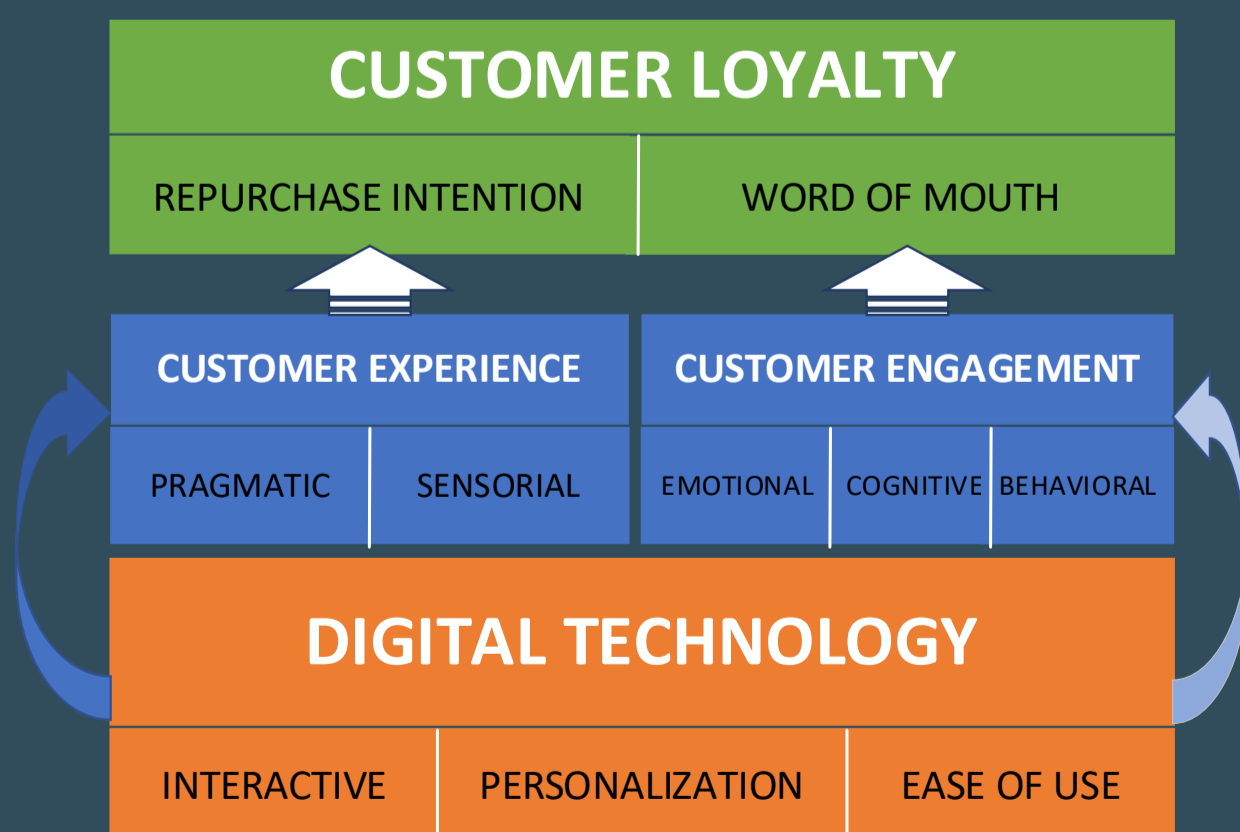 CUSTOMER LOYALTY
REPURCHASE INTENTION
WORD OF MOUTH
CUSTOMER EXPERIENCE
CUSTOMER ENGAGEMENT
PRAGMATIC
SENSORIAL
EMOTIONAL
COGNITIVE
BEHAVIORAL
DIGITAL TECHNOLOGY
INTERACTIVE
PERSONALIZATION
EASE OF USE